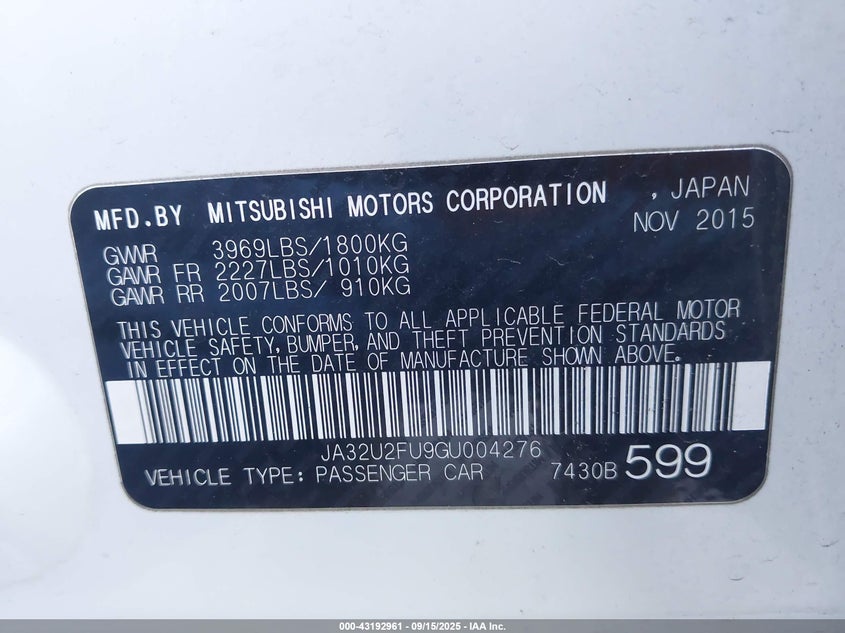 MFD.BY MITSUBISHI MOTORS CORPORATION , JAPAN
NOV 2015
GVWR 3969LBS/1800KG
GAWR FR 2227LBS/1010KG
GAWR RR 2007LBS/ 910KG
THIS VEHICLE CONFORMS TO ALL APPLICABLE FEDERAL MOTOR
VEHICLE SAFETY, BUMPER, AND THEFT PREVENTION STANDARDS
IN EFFECT ON THE DATE OF MANUFACTURE SHOWN ABOVE.
JA32U2FU9GU004276
VEHICLE TYPE: PASSENGER CAR 7430B 599
000-43192961 - 09/15/2025 - IAA Inc.